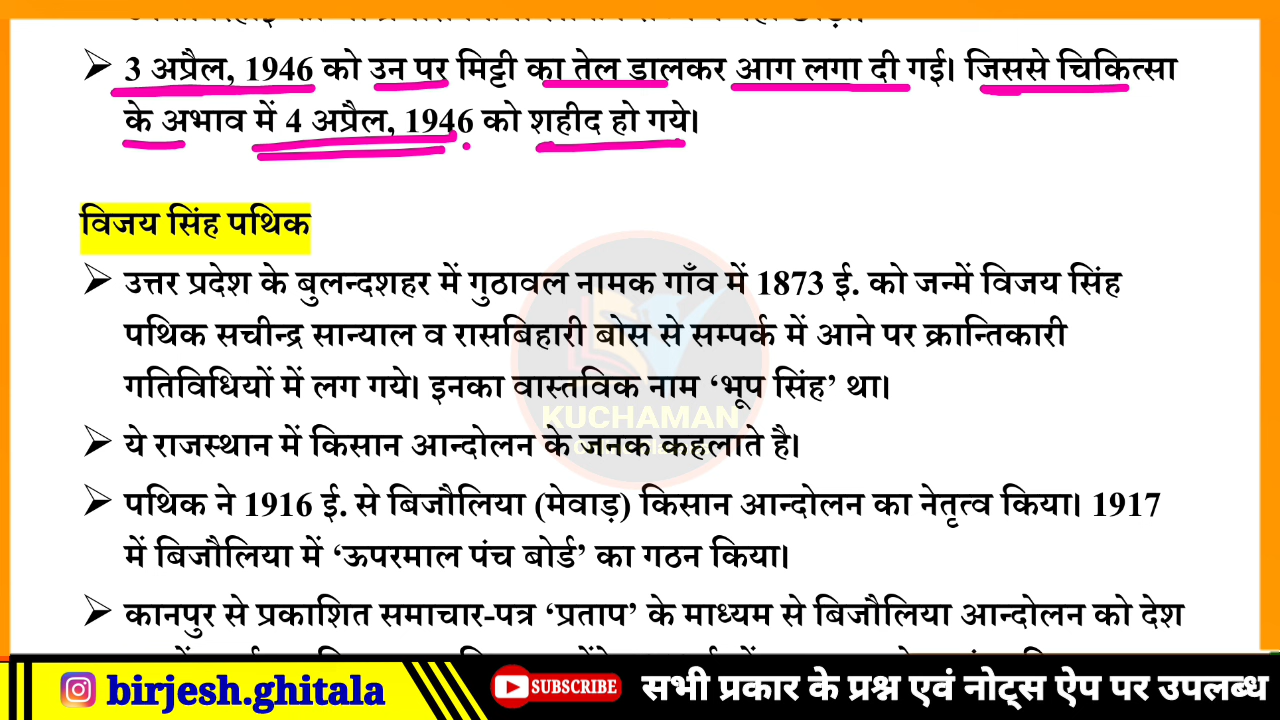 ➢ 3 अप्रैल, 1946 को उन पर मिट्टी का तेल डालकर आग लगा दी गई। जिससे चिकित्सा
के अभाव में 4 अप्रैल, 1946 को शहीद हो गये।
विजय सिंह पथिक
➢ उत्तर प्रदेश के बुलन्दशहर में गुठावल नामक गाँव में 1873 ई. को जन्में विजय सिंह
पथिक सचीन्द्र सान्याल व रासबिहारी बोस से सम्पर्क में आने पर क्रान्तिकारी
गतिविधियों में लग गये। इनका वास्तविक नाम ‘भूप सिंह’ था।
KUCHAMAN
➢ ये राजस्थान में किसान आन्दोलन के जनक कहलाते है।
➢ पथिक ने 1916 ई. से बिजौलिया (मेवाड़) किसान आन्दोलन का नेतृत्व किया। 1917
में बिजौलिया में ‘ऊपरमाल पंच बोर्ड’ का गठन किया।
➢ कानपुर से प्रकाशित समाचार-पत्र ‘प्रताप’ के माध्यम से बिजौलिया आन्दोलन को देश
birjesh.ghitala
SUBSCRIBE
सभी प्रकार के प्रश्न एवं नोट्स ऐप पर उपलब्ध